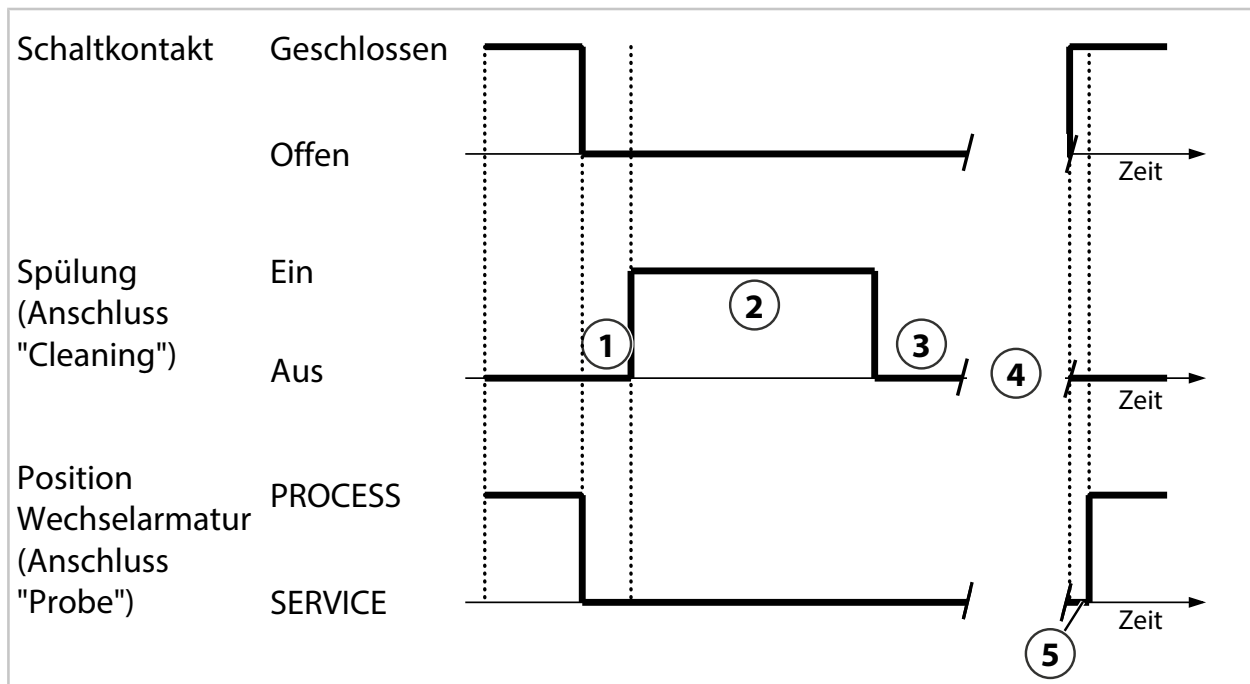 Schaltkontakt
Geschlossen
Offen
Zeit
Spülung
(Anschluss
"Cleaning")
Ein
Aus
1
2
3
4
Zeit
Position
Wechselarmatur
(Anschluss
"Probe")
PROCESS
SERVICE
Zeit
5